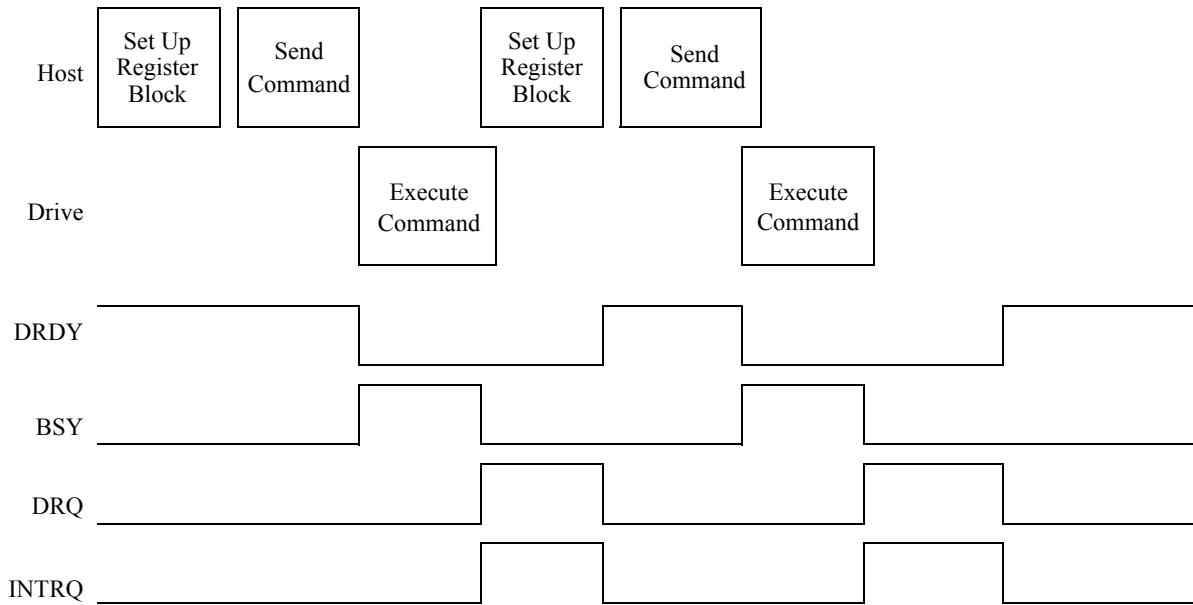 Host
Set Up
Register
Block
Send
Command
Set Up
Register
Block
Send
Command
Drive
Execute
Command
Execute
Command
DRDY
BSY
DRQ
INTRQ